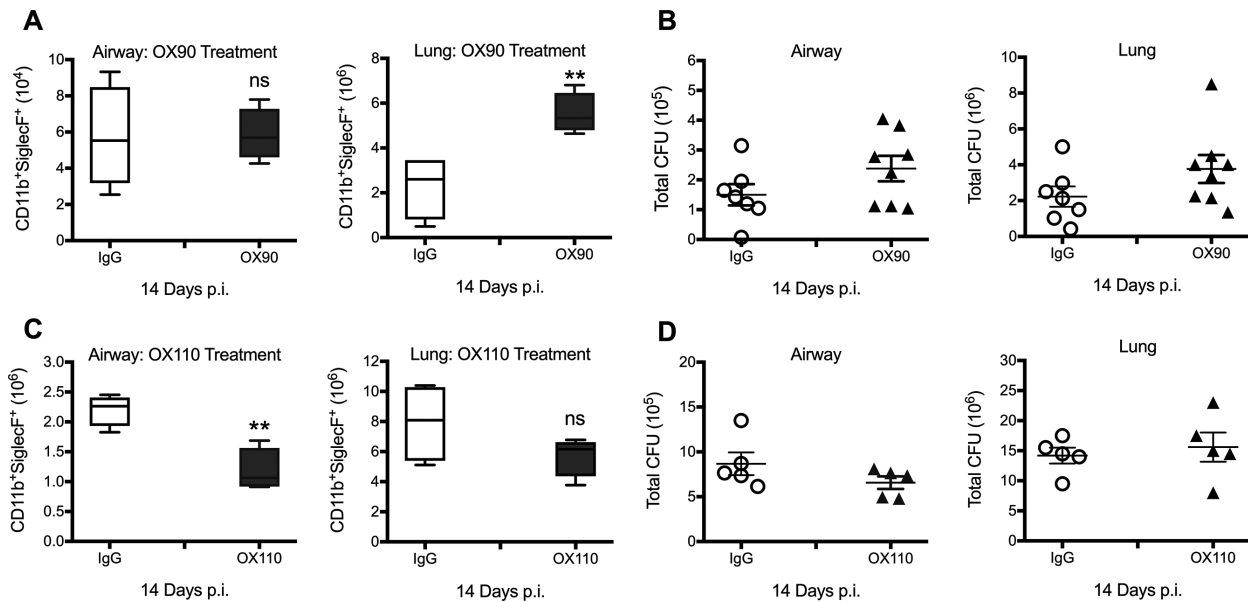 A
Airway: OX90 Treatment
CD11b⁺SiglecF⁺ (10⁴)
10
8
6
4
2
0
ns
IgG
OX90
14 Days p.i.
Lung: OX90 Treatment
CD11b⁺SiglecF⁺ (10⁶)
8
6
4
2
0
**
IgG
OX90
14 Days p.i.
B
Airway
Total CFU (10⁵)
6
5
4
3
2
1
0
IgG
OX90
14 Days p.i.
Lung
Total CFU (10⁶)
10
8
6
4
2
0
IgG
OX90
14 Days p.i.
C
Airway: OX110 Treatment
CD11b⁺SiglecF⁺ (10⁶)
3.0
2.5
2.0
1.5
1.0
0.5
0.0
**
IgG
OX110
14 Days p.i.
Lung: OX110 Treatment
CD11b⁺SiglecF⁺ (10⁶)
12
10
8
6
4
2
0
ns
IgG
OX110
14 Days p.i.
D
Airway
Total CFU (10⁵)
20
15
10
5
0
IgG
OX110
14 Days p.i.
Lung
Total CFU (10⁶)
30
25
20
15
10
5
0
IgG
OX110
14 Days p.i.